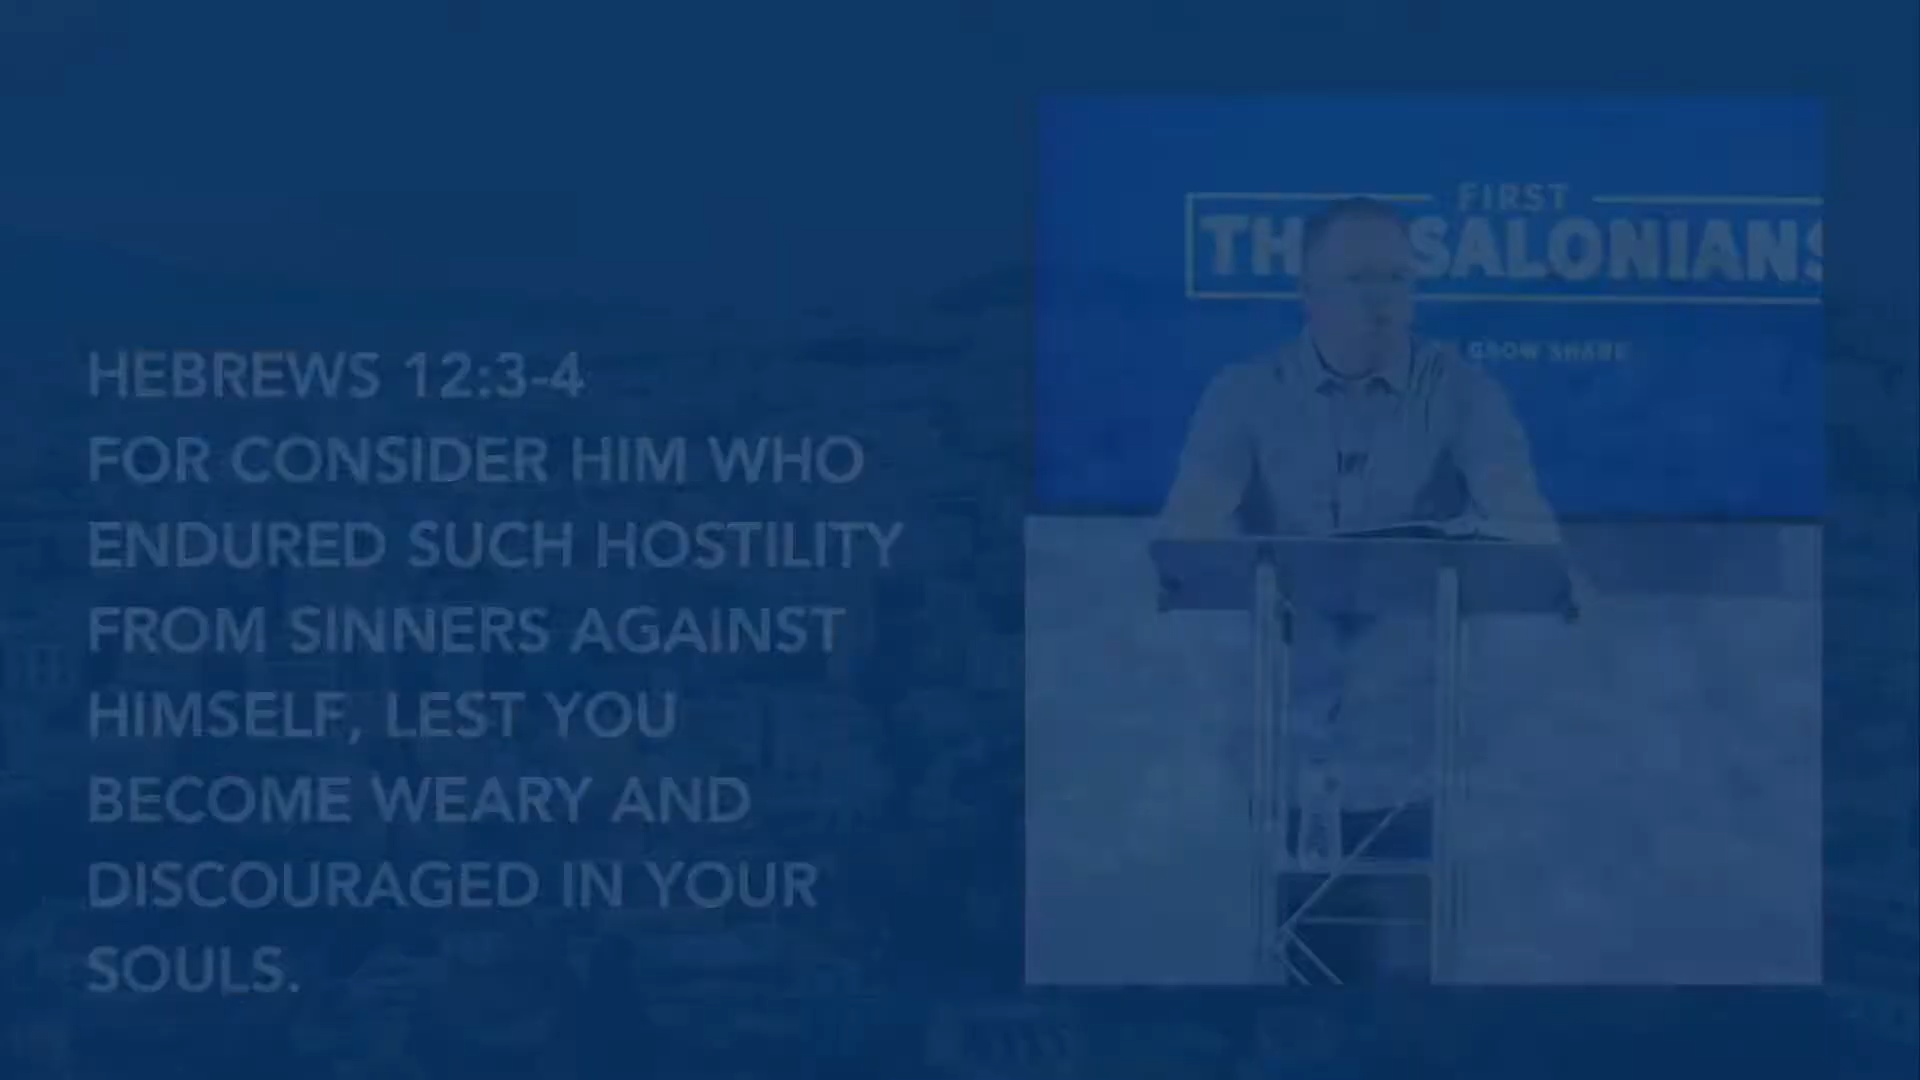 HEBREWS 12:3-4
FOR CONSIDER HIM WHO
ENDURED SUCH HOSTILITY
FROM SINNERS AGAINST
HIMSELF, LEST YOU
BECOME WEARY AND
DISCOURAGED IN YOUR
SOULS.
FIRST
TH SALONIANS
GROW SHARE